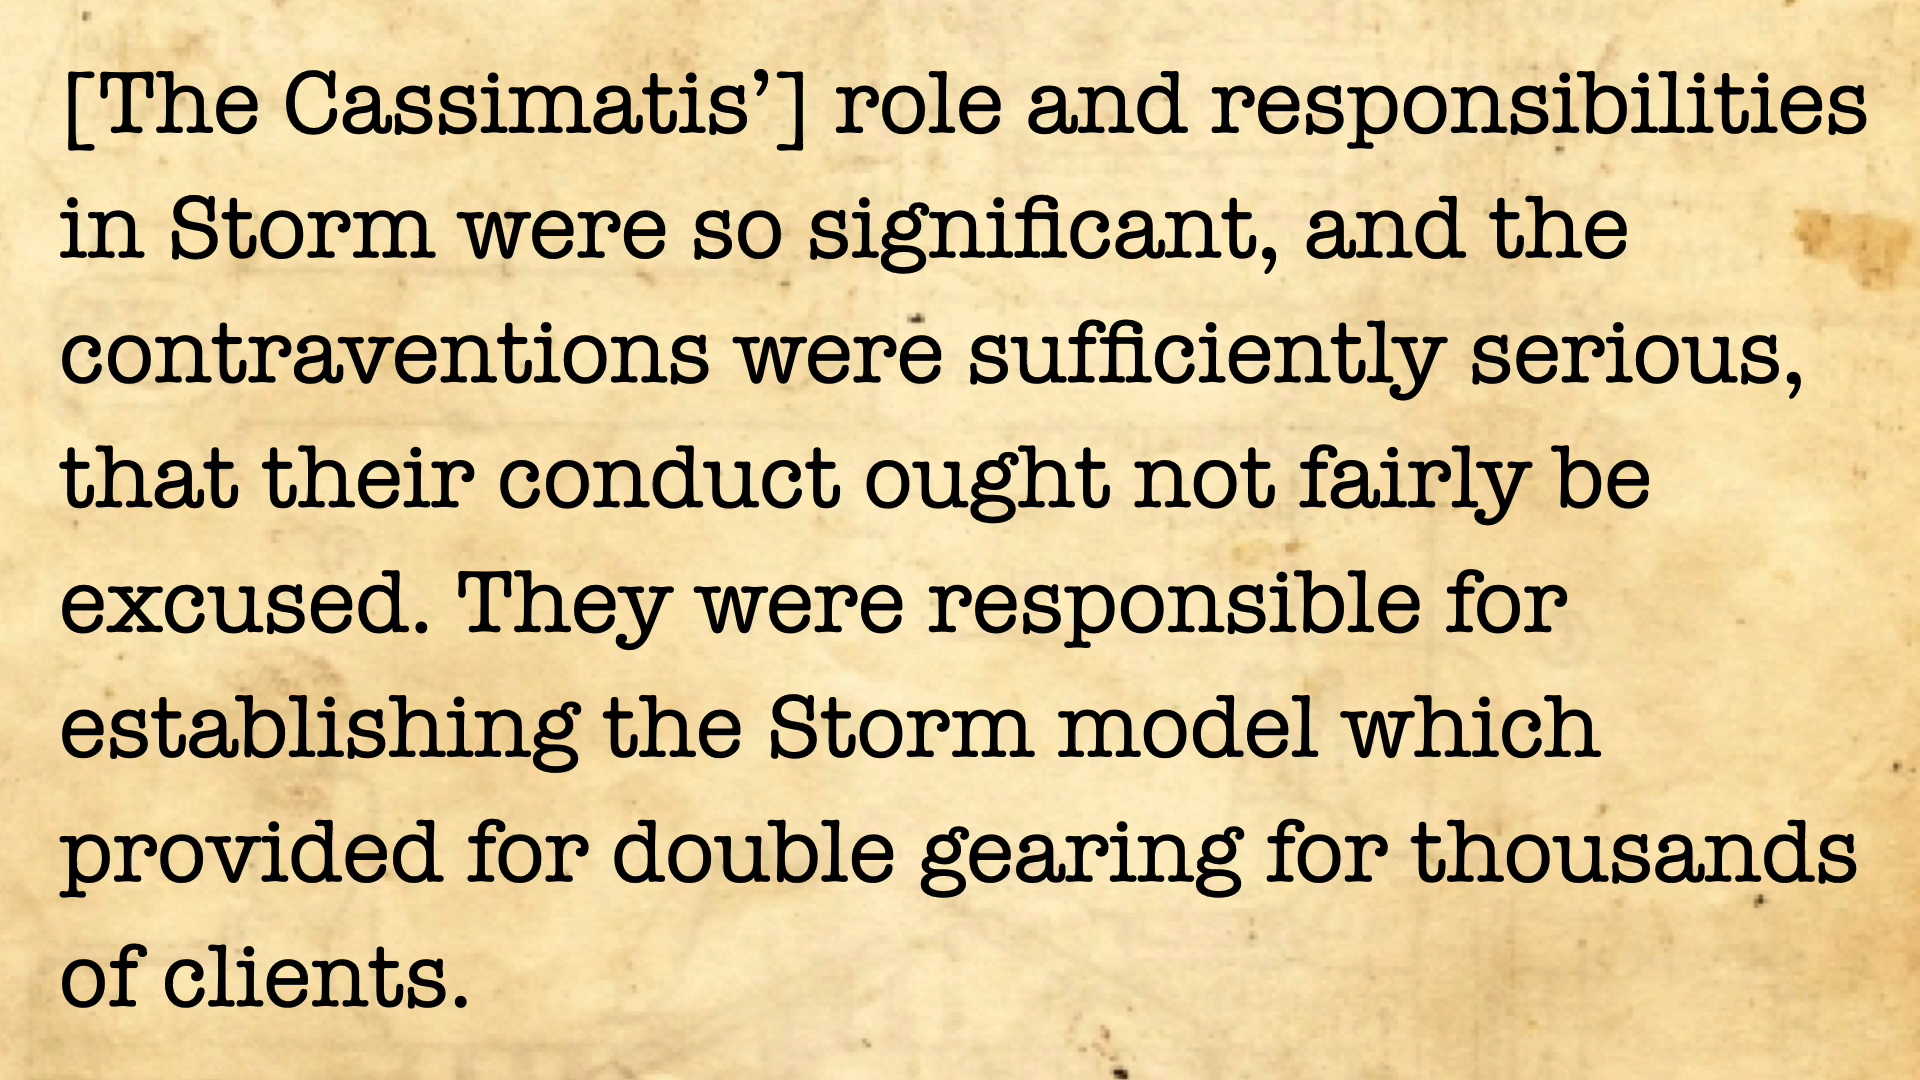 [The Cassimatis’] role and responsibilities
in Storm were so significant, and the
contraventions were sufficiently serious,
that their conduct ought not fairly be
excused. They were responsible for
establishing the Storm model which
provided for double gearing for thousands
of clients.